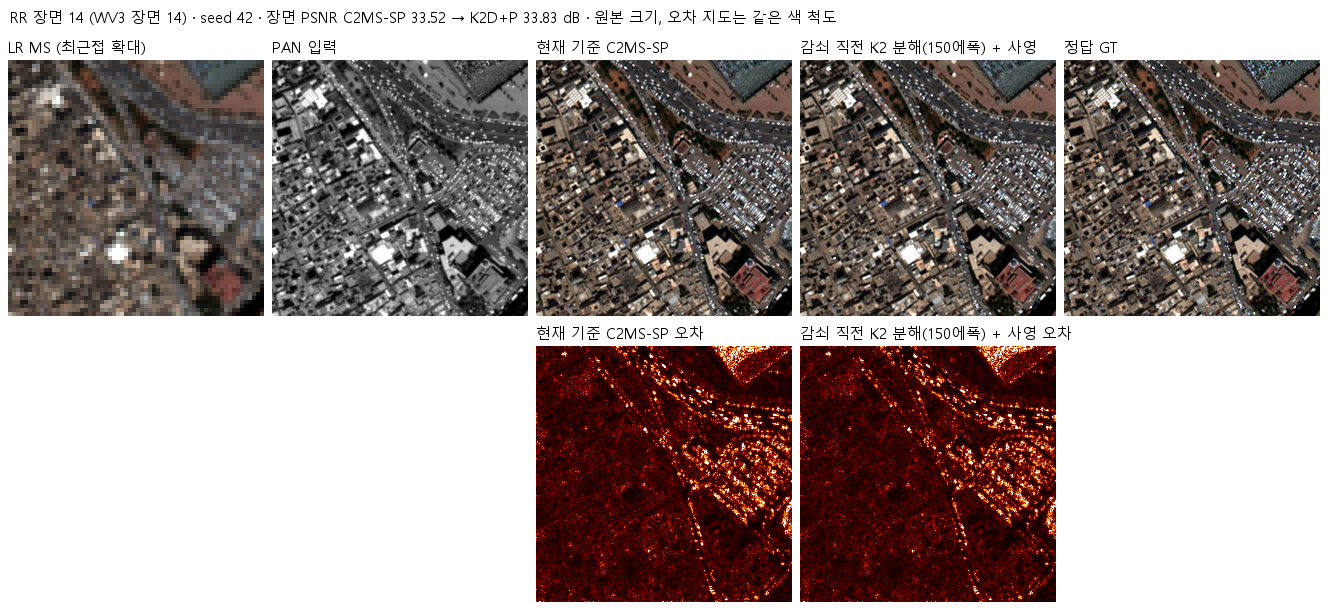 RR 장면 14 (WV3 장면 14) · seed 42 · 장면 PSNR C2MS-SP 33.52 → K2D+P 33.83 dB · 원본 크기, 오차 지도는 같은 색 척도
LR MS (최근접 확대)
PAN 입력
현재 기준 C2MS-SP
감쇠 직전 K2 분해(150에폭) + 사영
정답 GT
현재 기준 C2MS-SP 오차
감쇠 직전 K2 분해(150에폭) + 사영 오차